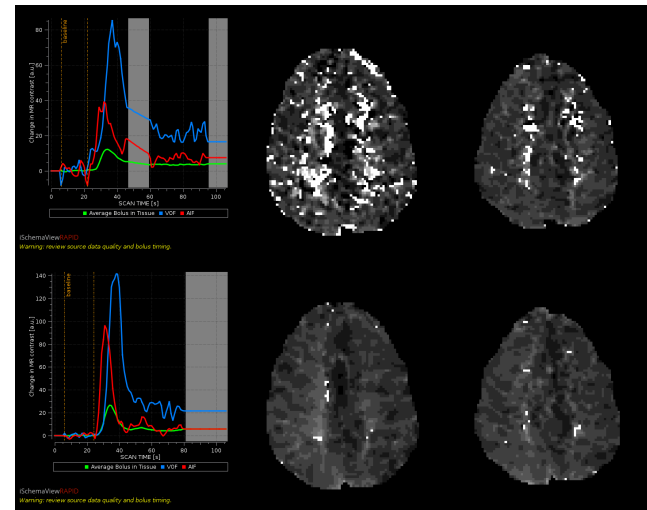 80
60
40
20
0
baseline
Change in MR contrast [a.u.]
0 20 40 60 80 100
SCAN TIME [s]
Average Bolus in Tissue VOF AIF
iSchemaViewRAPID
Warning: review source data quality and bolus timing.
140
120
100
80
60
40
20
0
baseline
Change in MR contrast [a.u.]
0 20 40 60 80 100
SCAN TIME [s]
Average Bolus in Tissue VOF AIF
iSchemaViewRAPID
Warning: review source data quality and bolus timing.